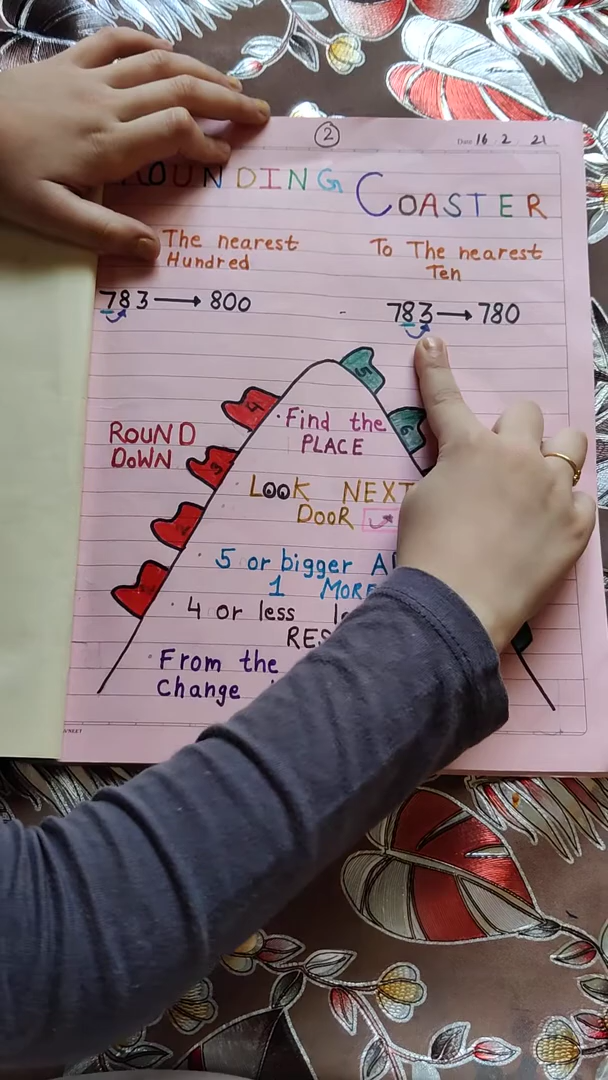 2
Date 16 2 21
ROUNDING COASTER
The nearest
Hundred
To The nearest
Ten
783 → 800
783 → 780
5
4
6
Find the
PLACE
ROUND
DOWN
3
LOOK NEXT
DOOR
5 or bigger
1 MORE
4 or less
From the
Change